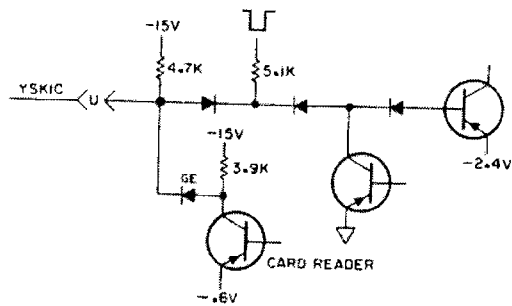 -15V
4.7K
5.1K
YSKIC
U
-15V
3.9K
GE
-2.4V
CARD READER
-.6V